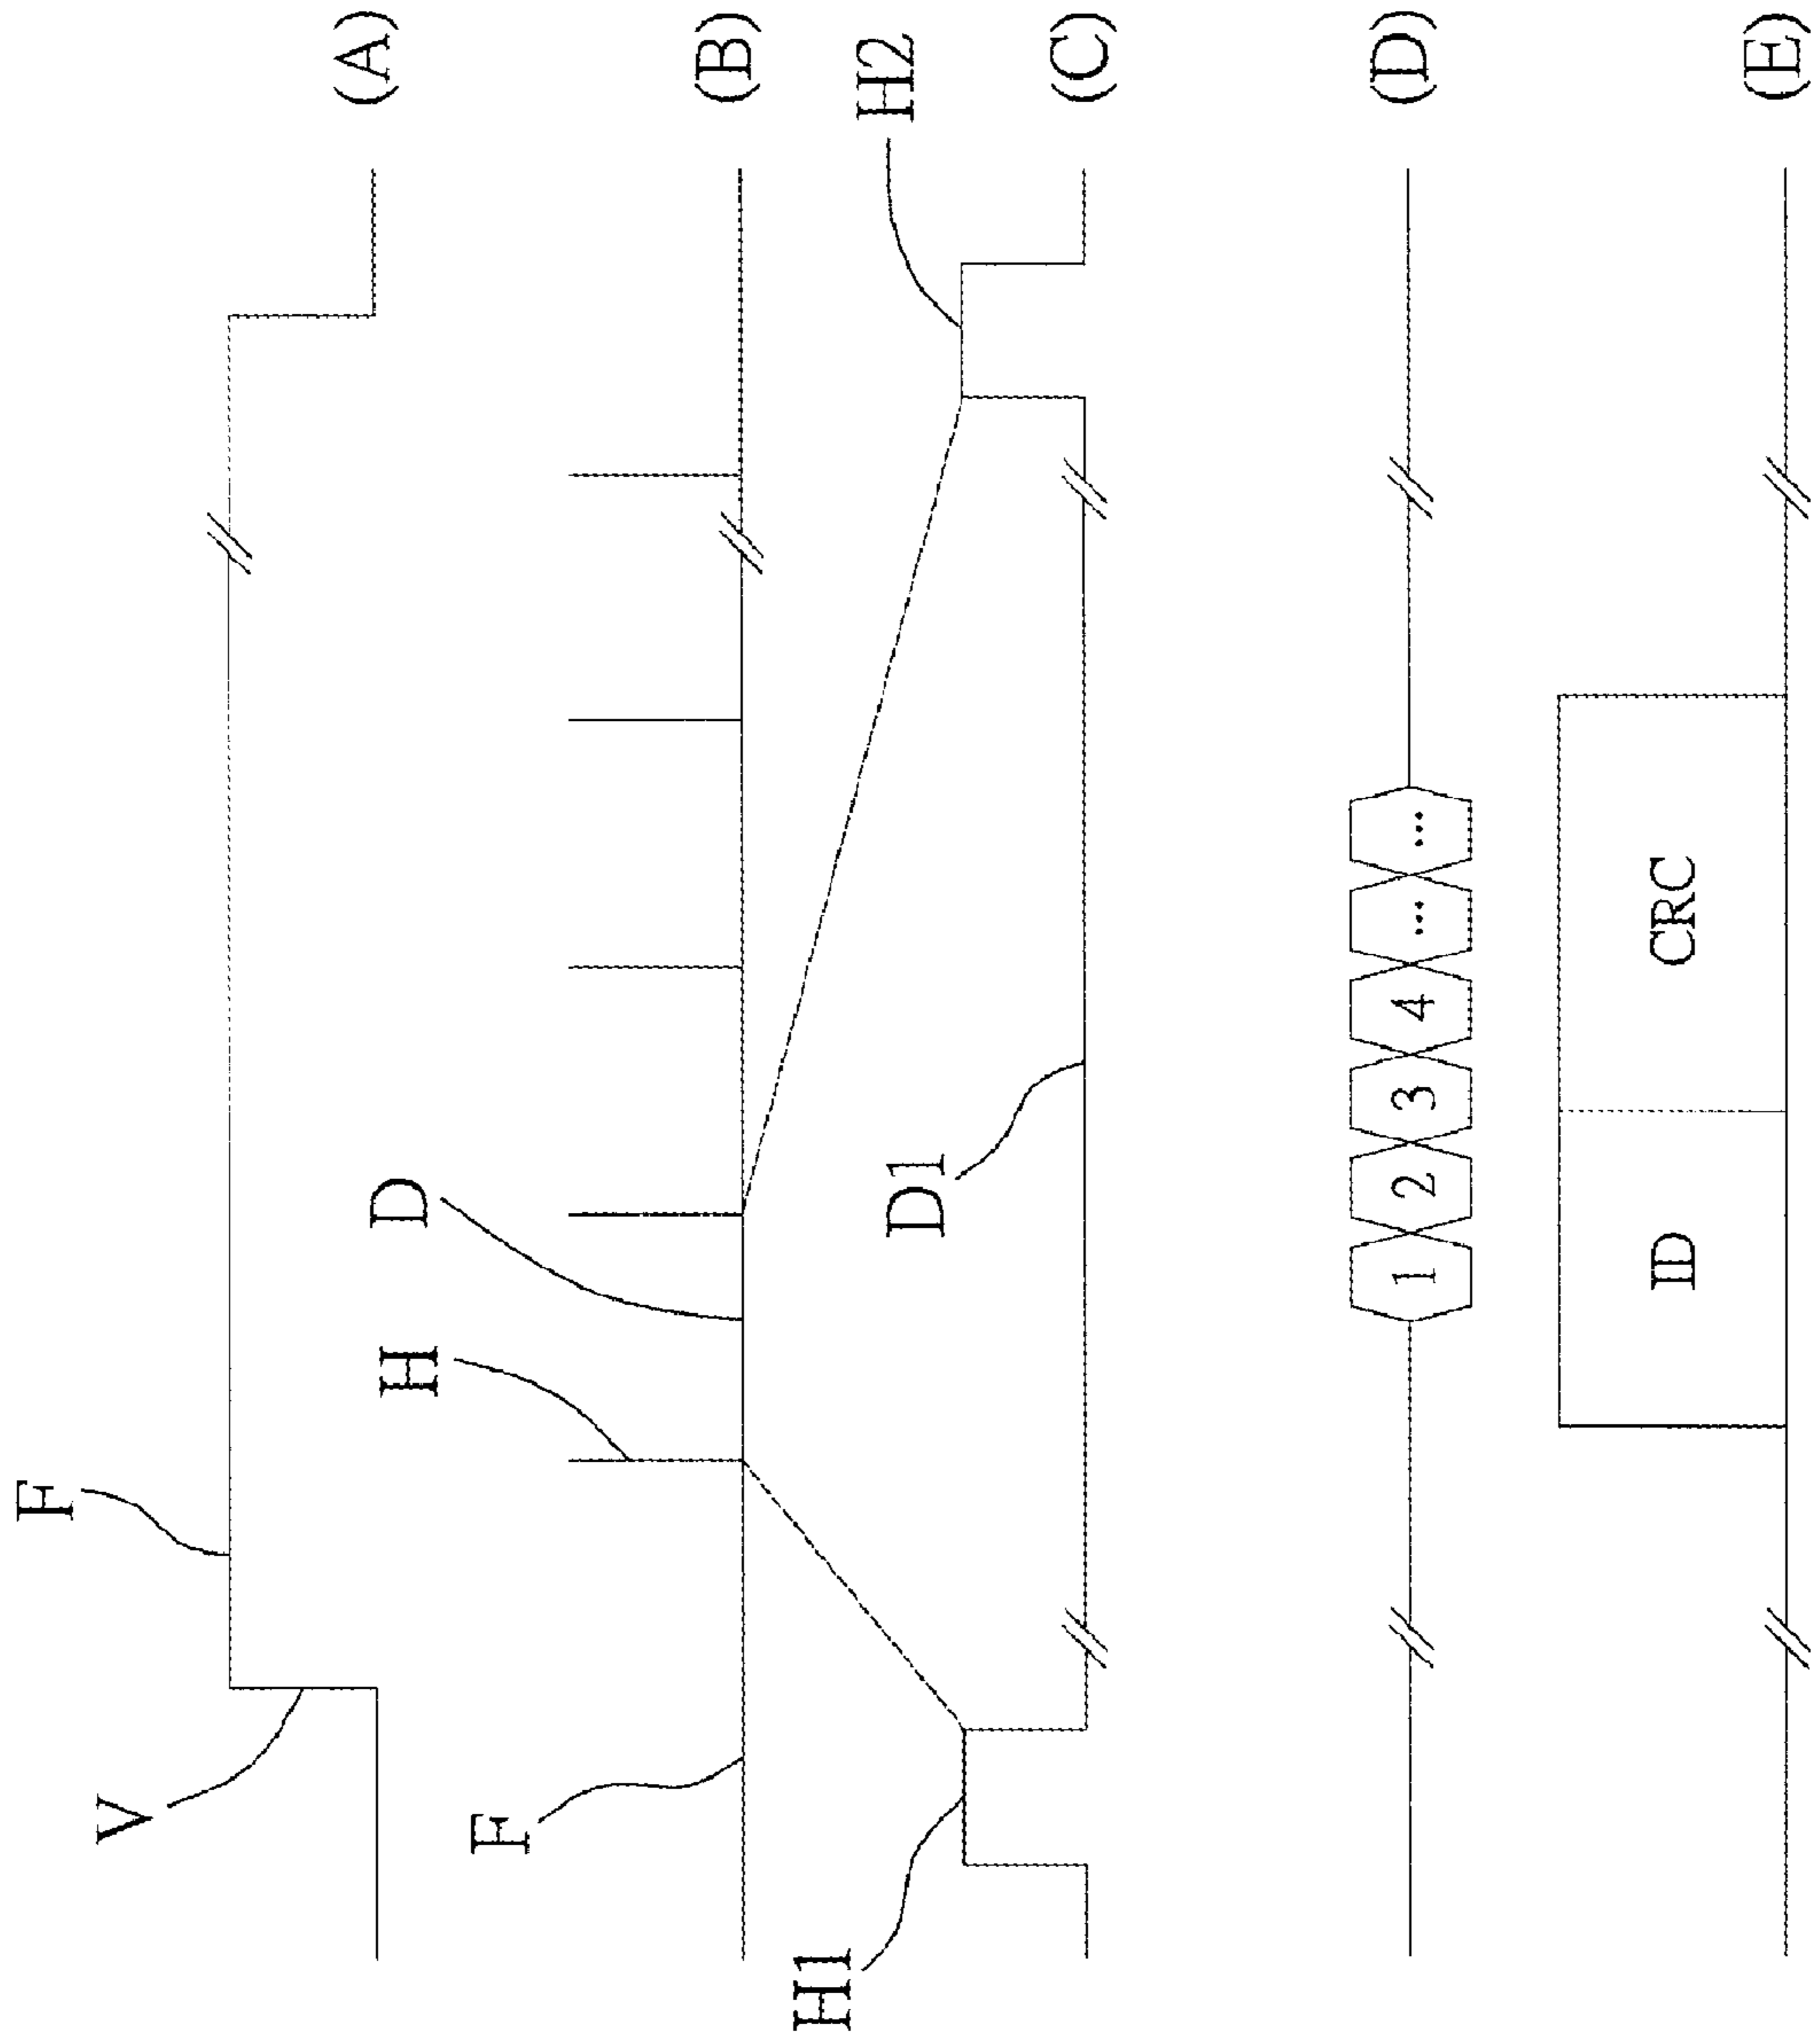 F
V
(A)
H
D
F
(B)
H1
D1
H2
(C)
1 2 3 4 ... ...
(D)
ID CRC
(E)